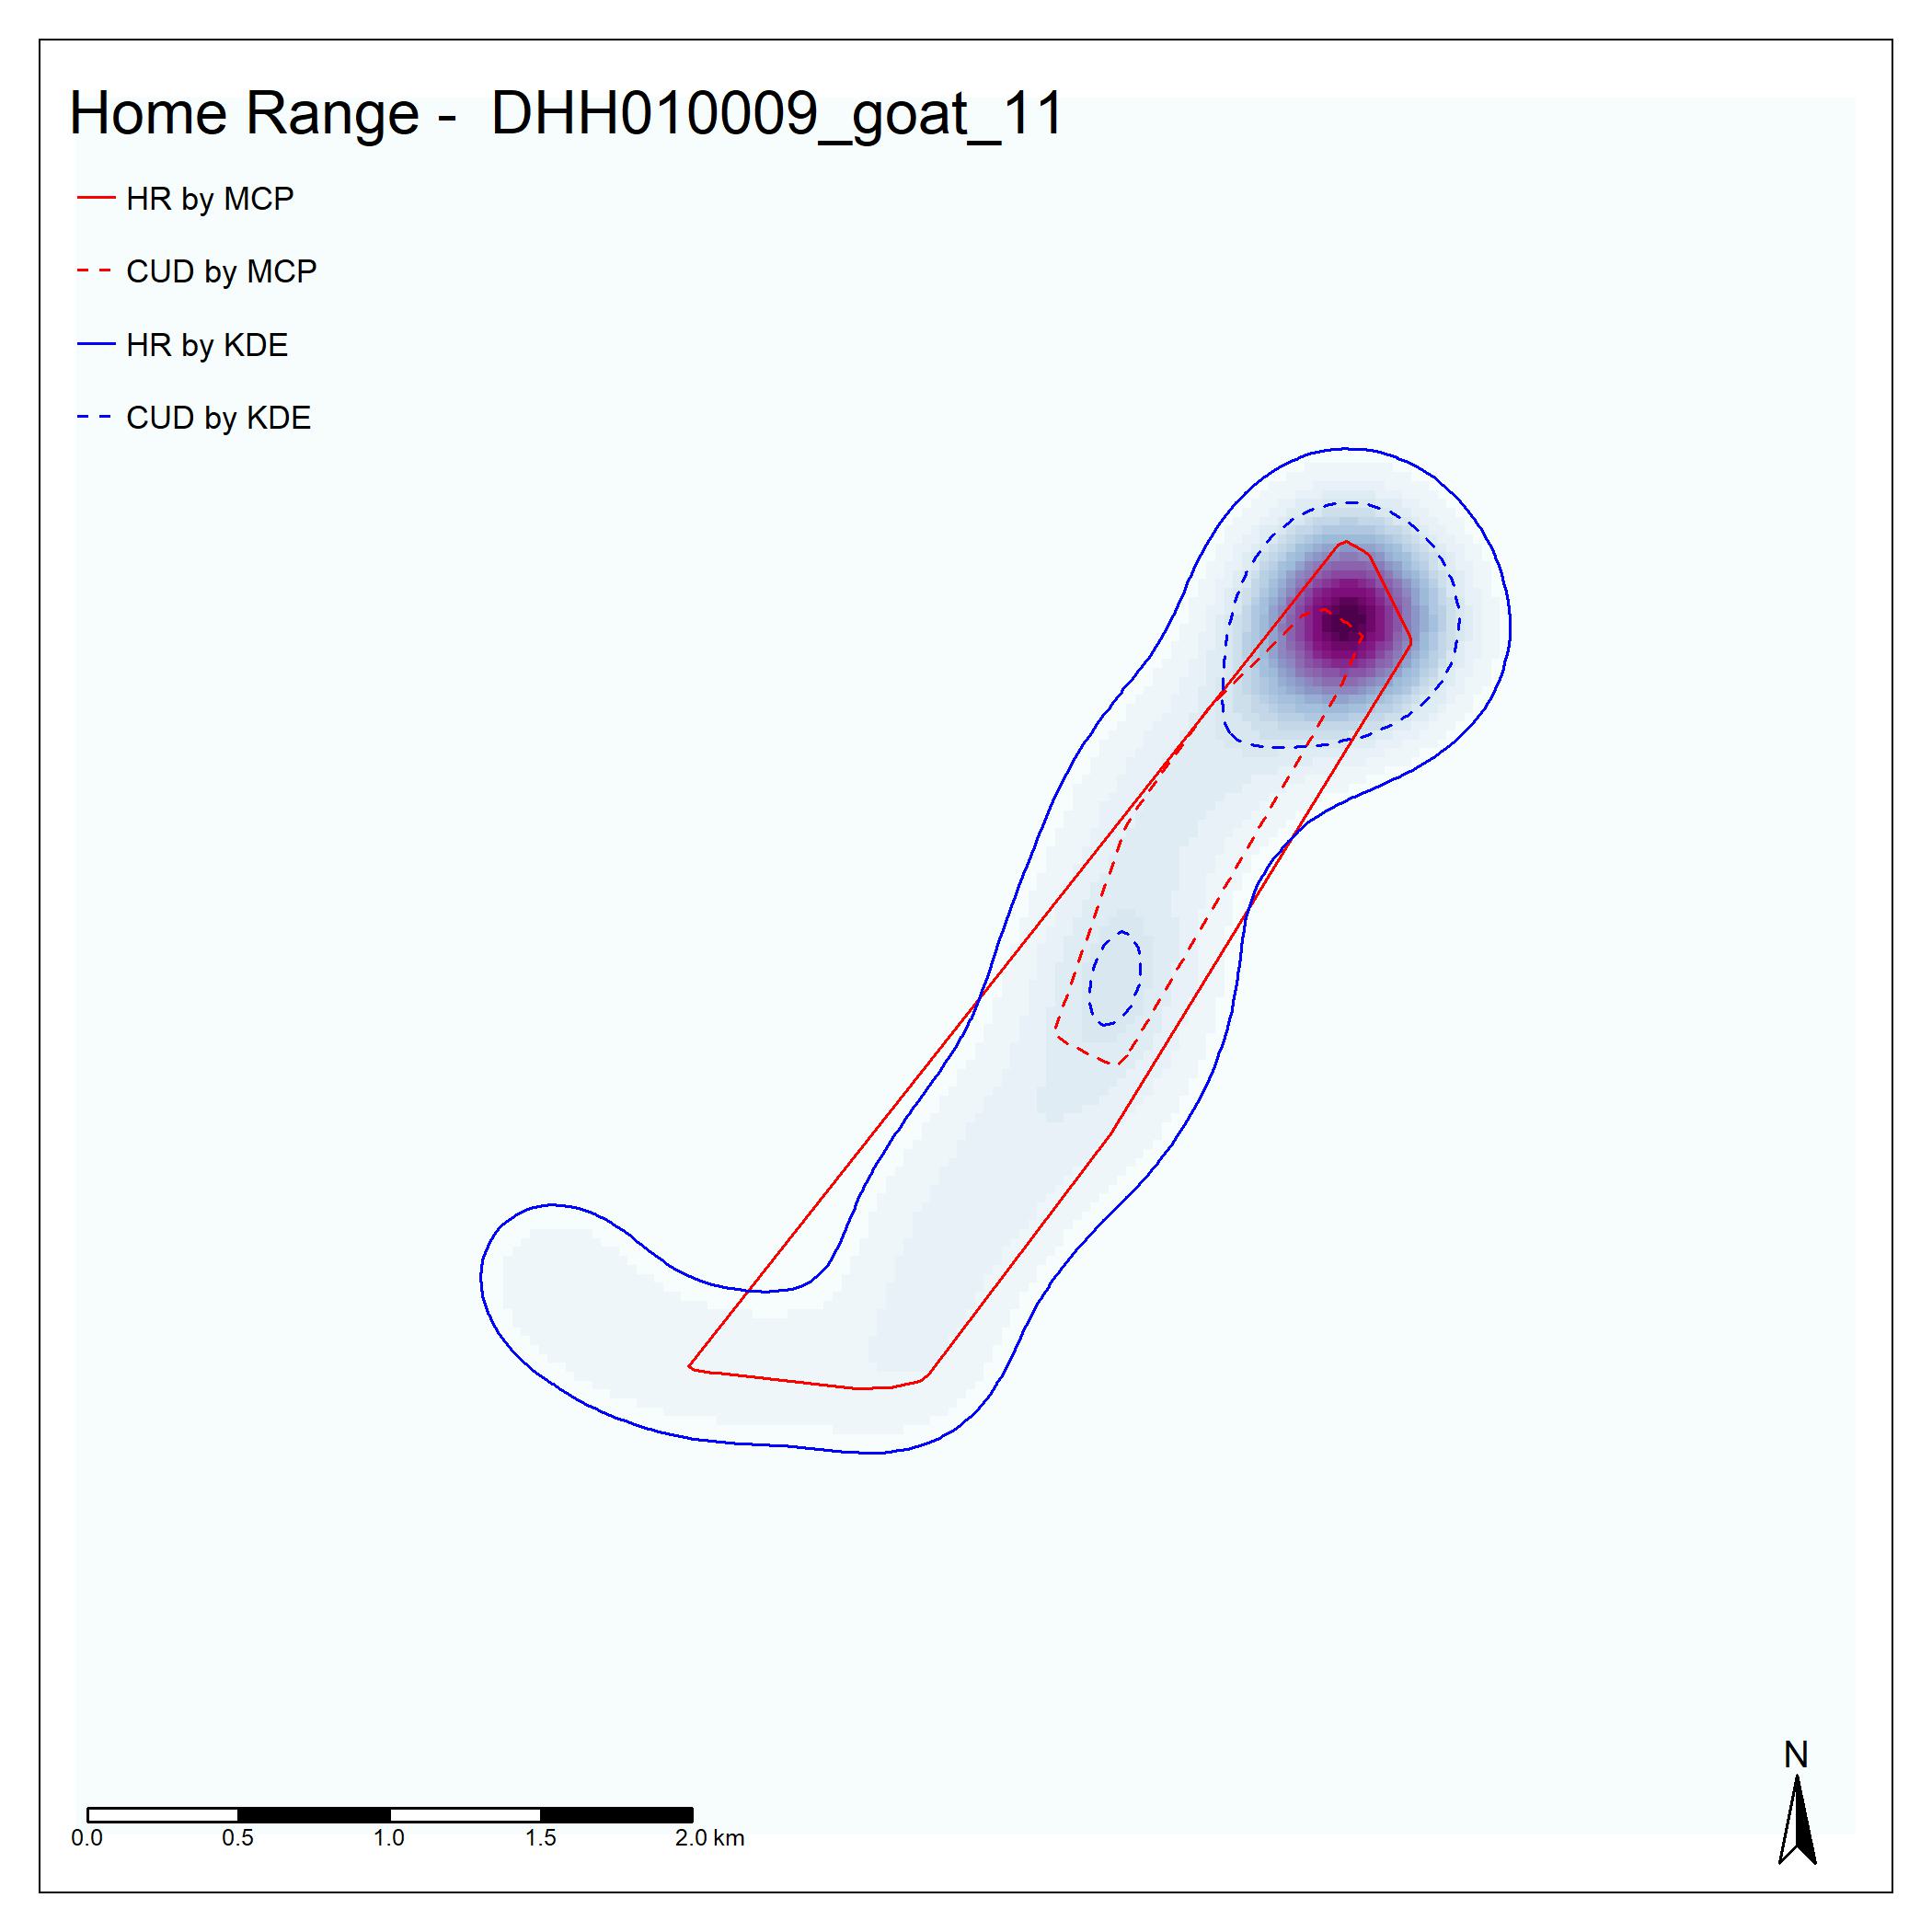 Home Range -  DHH010009_goat_11
HR by MCP
CUD by MCP
HR by KDE
CUD by KDE
N
0.0 0.5 1.0 1.5 2.0 km